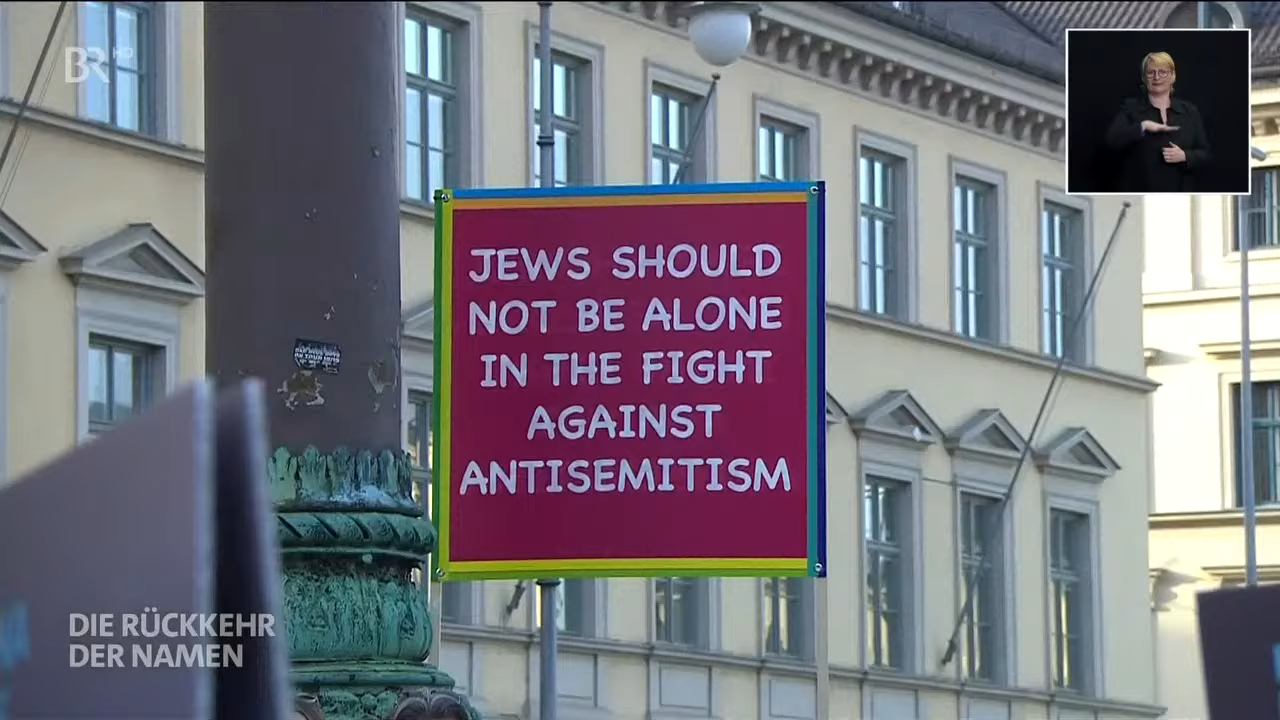 BR HD
JEWS SHOULD
NOT BE ALONE
IN THE FIGHT
AGAINST
ANTISEMITISM
DIE RÜCKKEHR
DER NAMEN